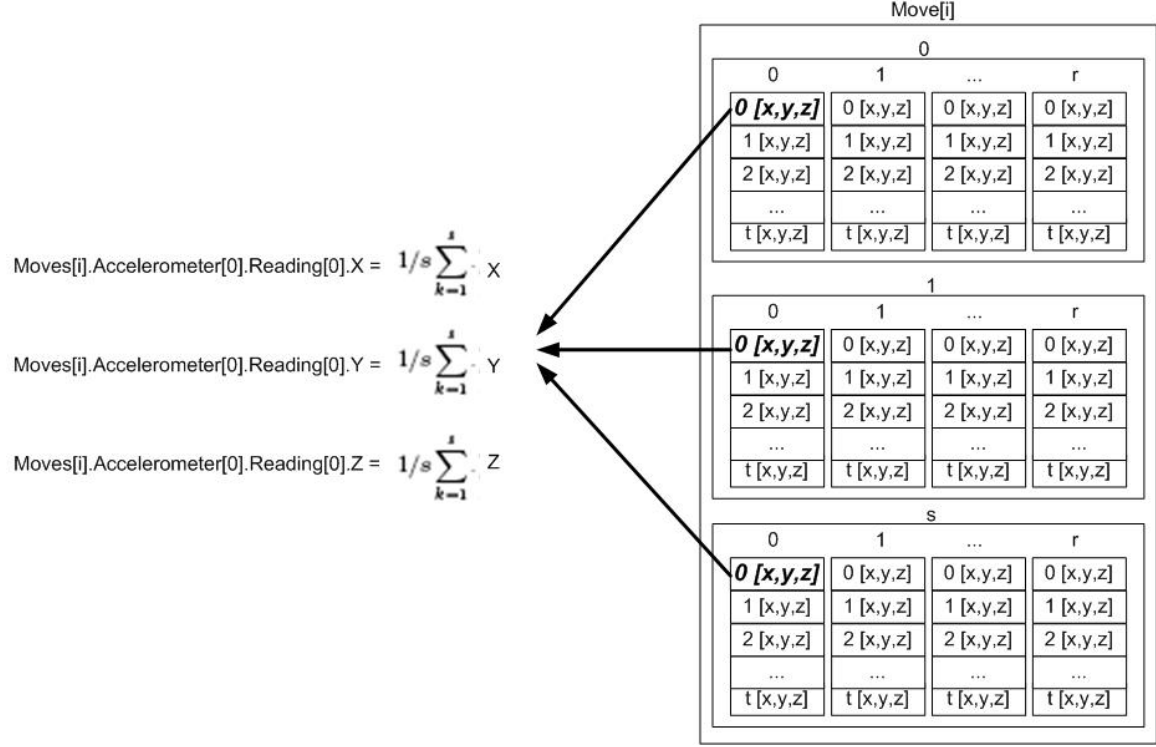 Move[i]
0
0 1 ... r
0 [x,y,z] 0 [x,y,z] 0 [x,y,z] 0 [x,y,z]
1 [x,y,z] 1 [x,y,z] 1 [x,y,z] 1 [x,y,z]
2 [x,y,z] 2 [x,y,z] 2 [x,y,z] 2 [x,y,z]
... ... ... ...
t [x,y,z] t [x,y,z] t [x,y,z] t [x,y,z]
Moves[i].Accelerometer[0].Reading[0].X = 1/s ∑ k=1 s X
Moves[i].Accelerometer[0].Reading[0].Y = 1/s ∑ k=1 s Y
Moves[i].Accelerometer[0].Reading[0].Z = 1/s ∑ k=1 s Z
1
0 1 ... r
0 [x,y,z] 0 [x,y,z] 0 [x,y,z] 0 [x,y,z]
1 [x,y,z] 1 [x,y,z] 1 [x,y,z] 1 [x,y,z]
2 [x,y,z] 2 [x,y,z] 2 [x,y,z] 2 [x,y,z]
... ... ... ...
t [x,y,z] t [x,y,z] t [x,y,z] t [x,y,z]
s
0 1 ... r
0 [x,y,z] 0 [x,y,z] 0 [x,y,z] 0 [x,y,z]
1 [x,y,z] 1 [x,y,z] 1 [x,y,z] 1 [x,y,z]
2 [x,y,z] 2 [x,y,z] 2 [x,y,z] 2 [x,y,z]
... ... ... ...
t [x,y,z] t [x,y,z] t [x,y,z] t [x,y,z]